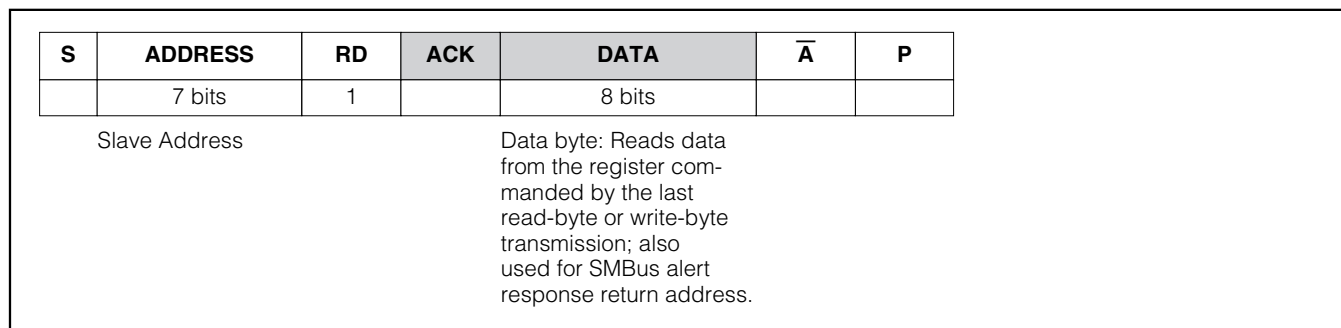 S ADDRESS RD ACK DATA A̅ P
7 bits 1 8 bits
Slave Address
Data byte: Reads data
from the register com-
manded by the last
read-byte or write-byte
transmission; also
used for SMBus alert
response return address.